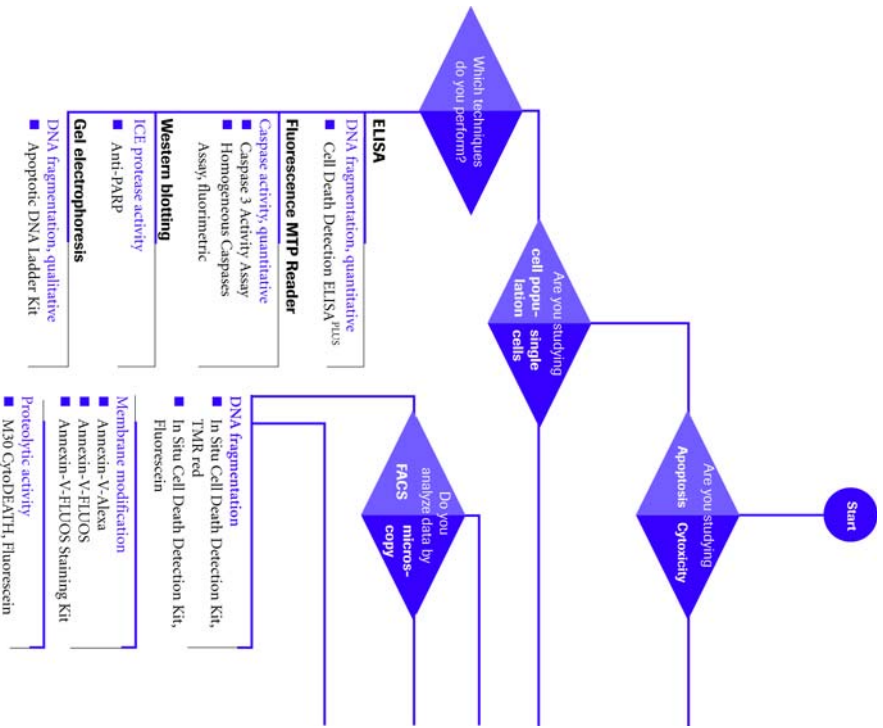 Start
Are you studying
Apoptosis Cytoxicity
Are you studying
cell popu- single
lation cells
Which techniques
do you perform?
ELISA
DNA fragmentation, quantitative
■ Cell Death Detection ELISAPLUS
Fluorescence MTP Reader
Caspase activity, quantitative
■ Caspase 3 Activity Assay
■ Homogeneous Caspases
Assay, fluorimetric
Western blotting
ICE protease activity
■ Anti-PARP
Gel electrophoresis
DNA fragmentation, qualitative
■ Apoptotic DNA Ladder Kit
Do you
analyze data by
FACS micros-
copy
DNA fragmentation
■ In Situ Cell Death Detection Kit,
TMR red
■ In Situ Cell Death Detection Kit,
Fluorescein
Membrane modification
■ Annexin-V-Alexa
■ Annexin-V-FLUOS
■ Annexin-V-FLUOS Staining Kit
Proteolytic activity
■ M30 CytoDEATH, Fluorescein